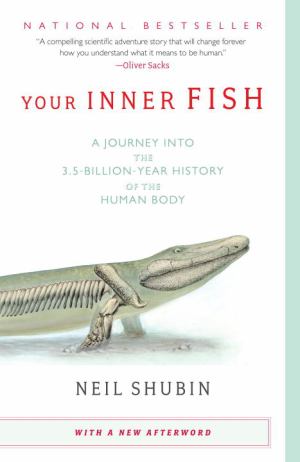 NATIONAL BESTSELLER
“A compelling scientific adventure story that will change forever
how you understand what it means to be human.”
—Oliver Sacks
YOUR INNER FISH
A JOURNEY INTO
THE
3.5-BILLION-YEAR HISTORY
OF THE
HUMAN BODY
NEIL SHUBIN
WITH A NEW AFTERWORD